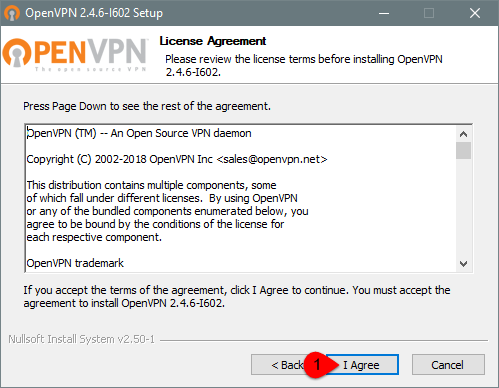 OpenVPN 2.4.6-I602 Setup
OPENVPN
The open source VPN
License Agreement
Please review the license terms before installing OpenVPN
2.4.6-I602.
Press Page Down to see the rest of the agreement.
OpenVPN (TM) -- An Open Source VPN daemon
Copyright (C) 2002-2018 OpenVPN Inc <sales@openvpn.net>
This distribution contains multiple components, some
of which fall under different licenses. By using OpenVPN
or any of the bundled components enumerated below, you
agree to be bound by the conditions of the license for
each respective component.
OpenVPN trademark
If you accept the terms of the agreement, click I Agree to continue. You must accept the
agreement to install OpenVPN 2.4.6-I602.
Nullsoft Install System v2.50-1
< Back 1 I Agree Cancel